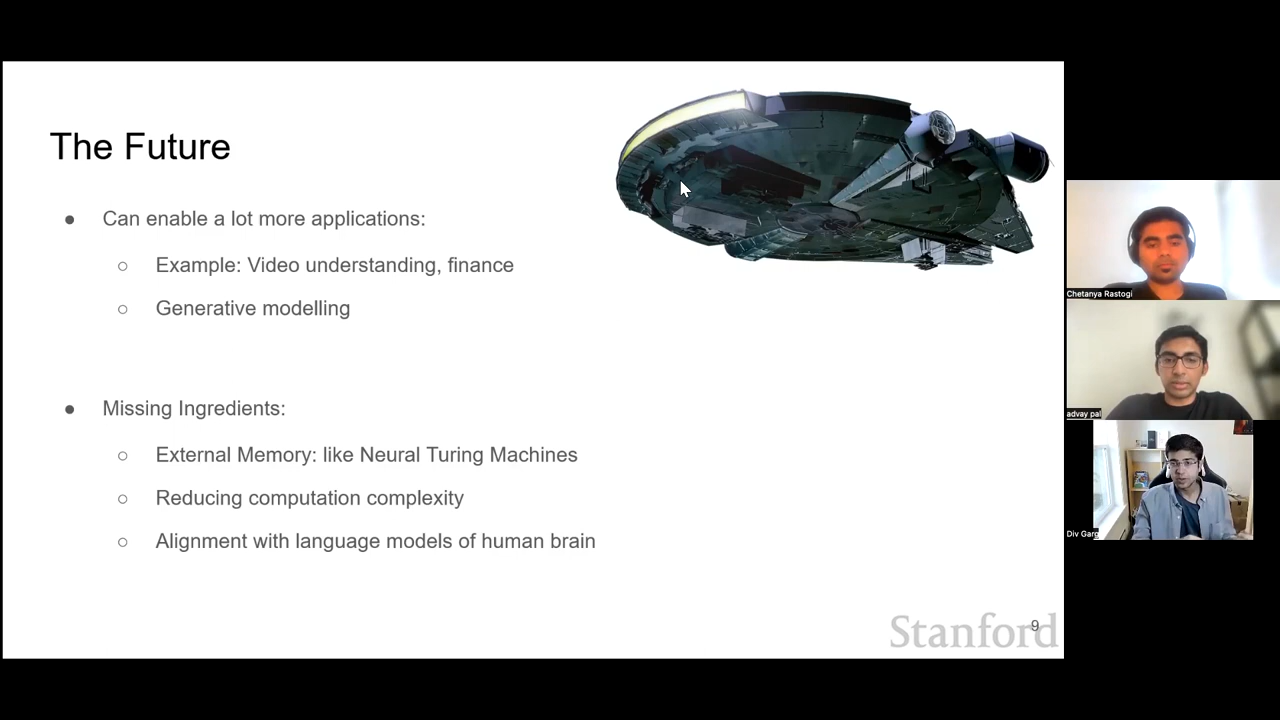 The Future
● Can enable a lot more applications:
○ Example: Video understanding, finance
○ Generative modelling
● Missing Ingredients:
○ External Memory: like Neural Turing Machines
○ Reducing computation complexity
○ Alignment with language models of human brain
Stanford
9
Chetanya Rastogi
advay pal
Div Garg